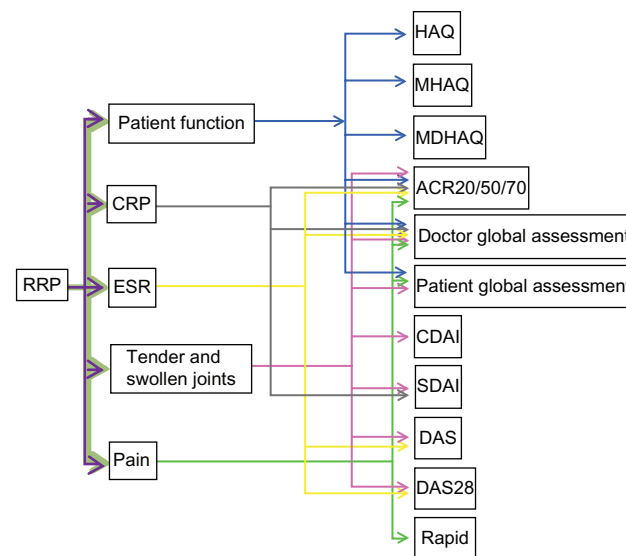 HAQ
MHAQ
Patient function
MDHAQ
ACR20/50/70
CRP
Doctor global assessment
RRP
ESR
Patient global assessment
CDAI
Tender and
swollen joints
SDAI
DAS
Pain
DAS28
Rapid